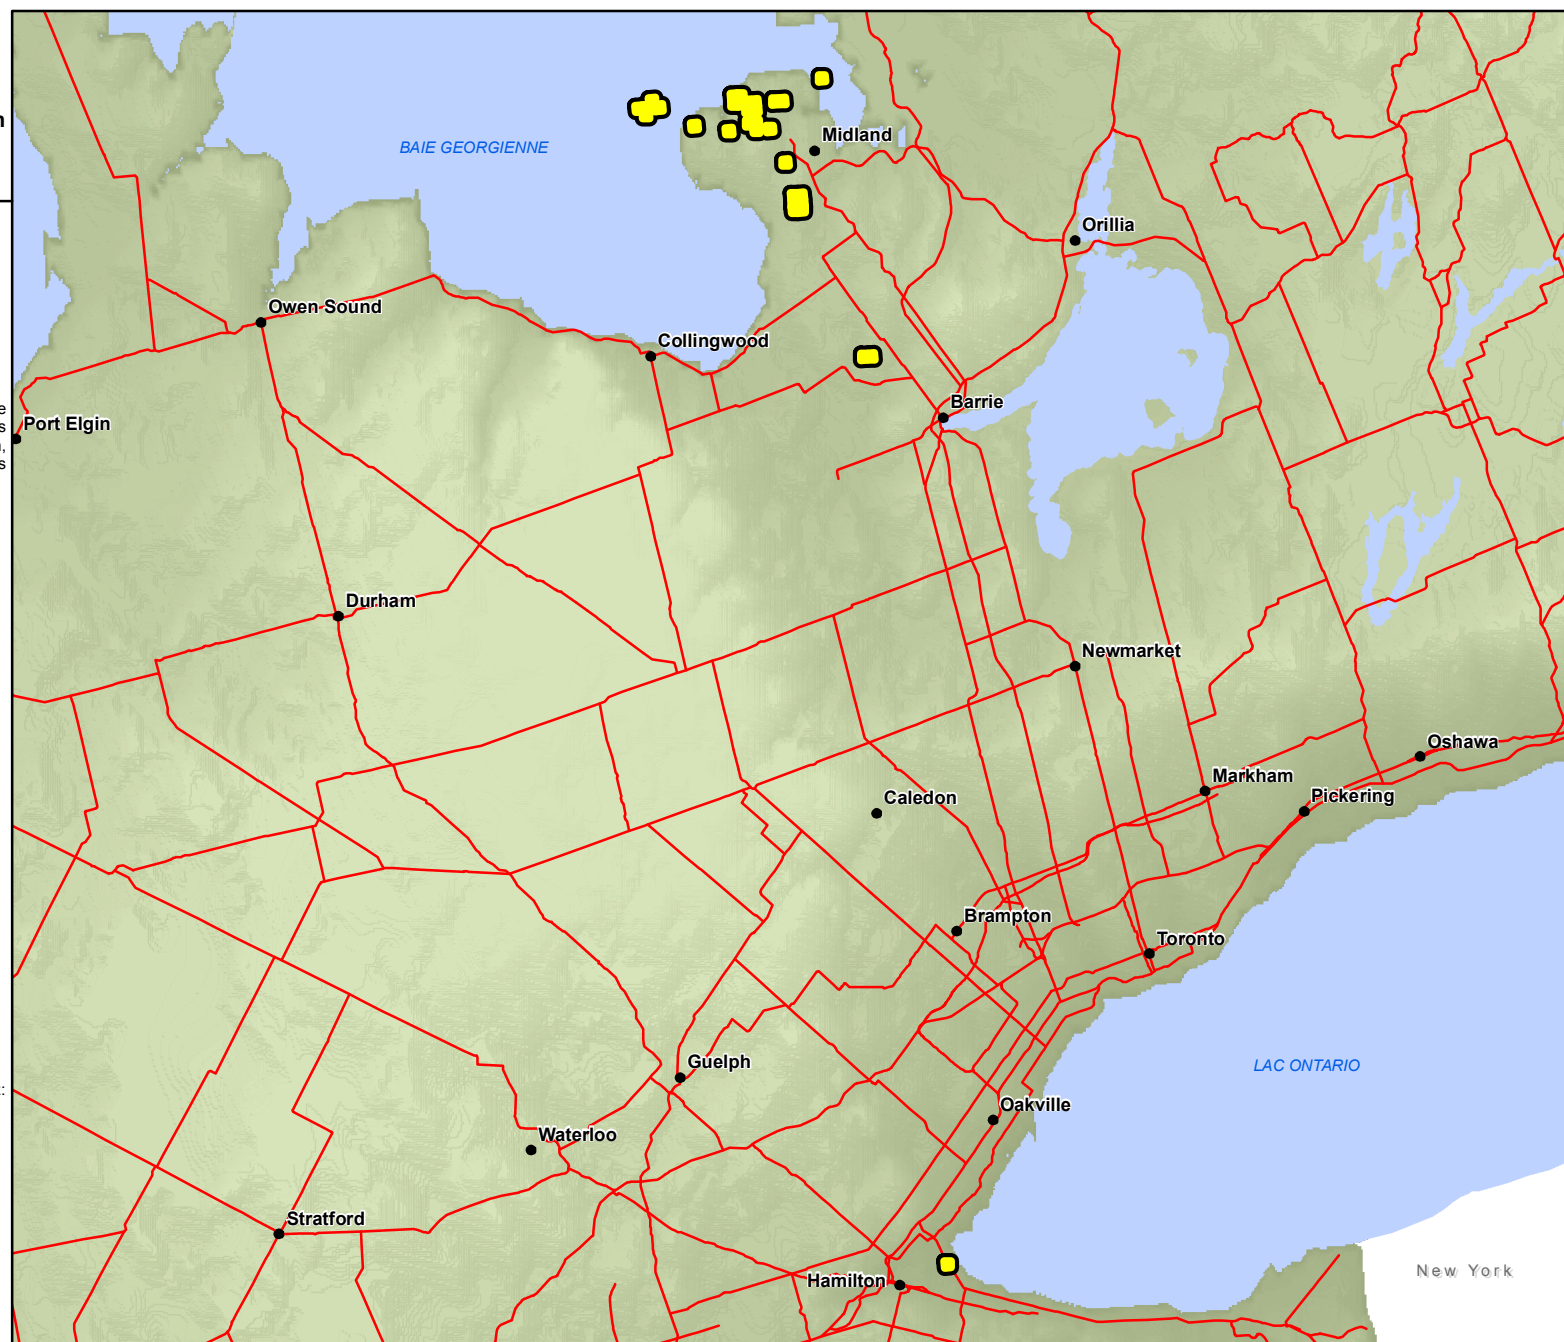 n
Midland
BAIE GEORGIENNE
Orillia
Owen Sound
Collingwood
Barrie
e
Port Elgin
s
,
s
Durham
Newmarket
Oshawa
Markham
Pickering
Caledon
Brampton
Toronto
Guelph
LAC ONTARIO
:
Oakville
Waterloo
Stratford
New York
Hamilton